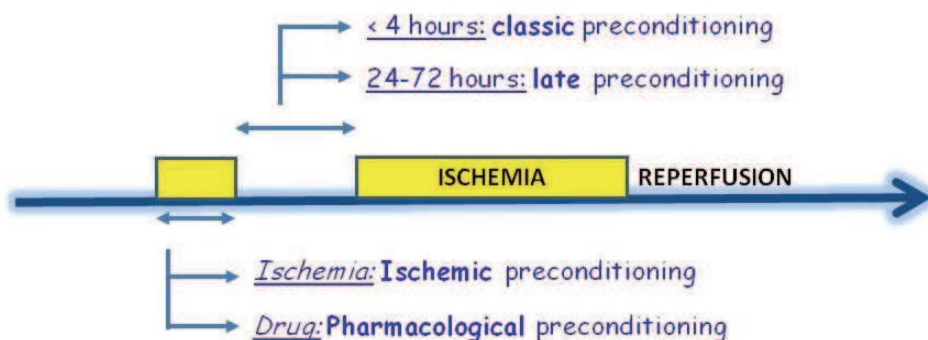 < 4 hours: classic preconditioning
24-72 hours: late preconditioning
ISCHEMIA
REPERFUSION
Ischemia: Ischemic preconditioning
Drug: Pharmacological preconditioning